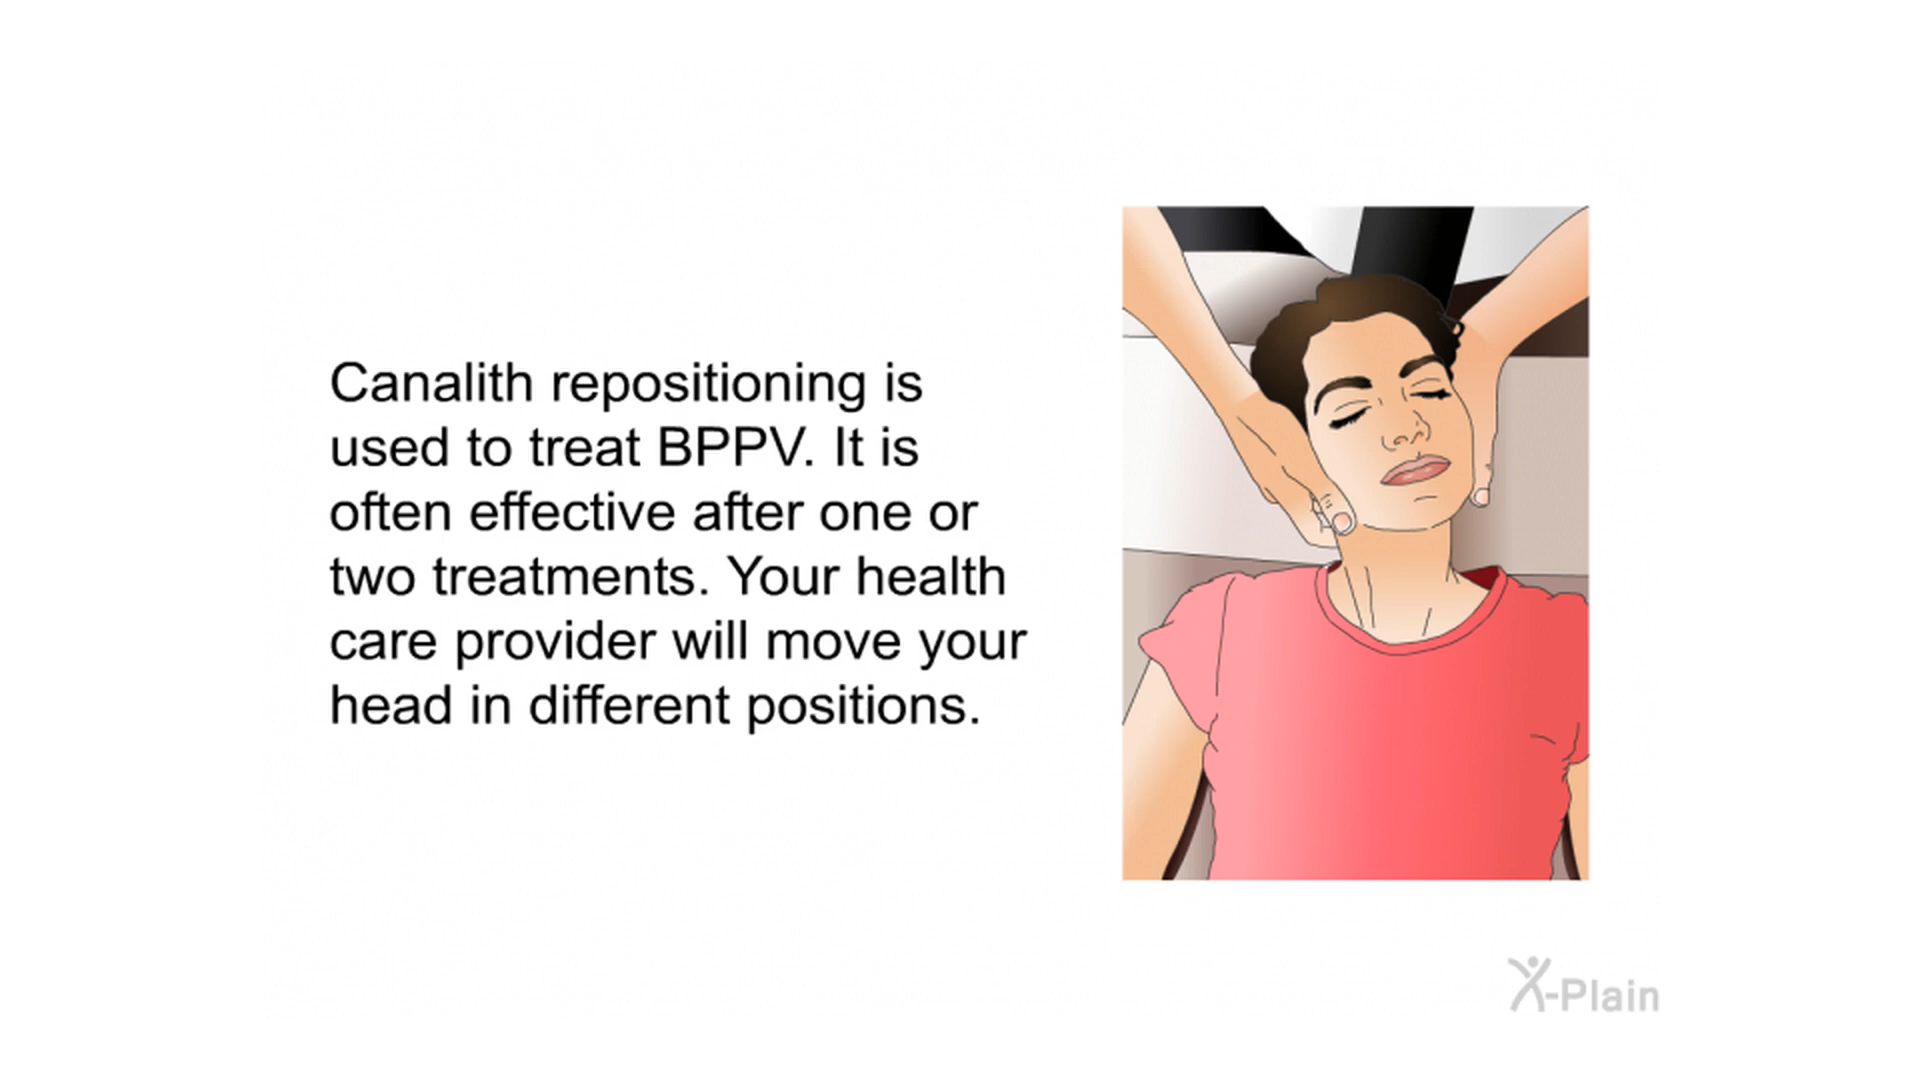 Canalith repositioning is
used to treat BPPV. It is
often effective after one or
two treatments. Your health
care provider will move your
head in different positions.
X-Plain